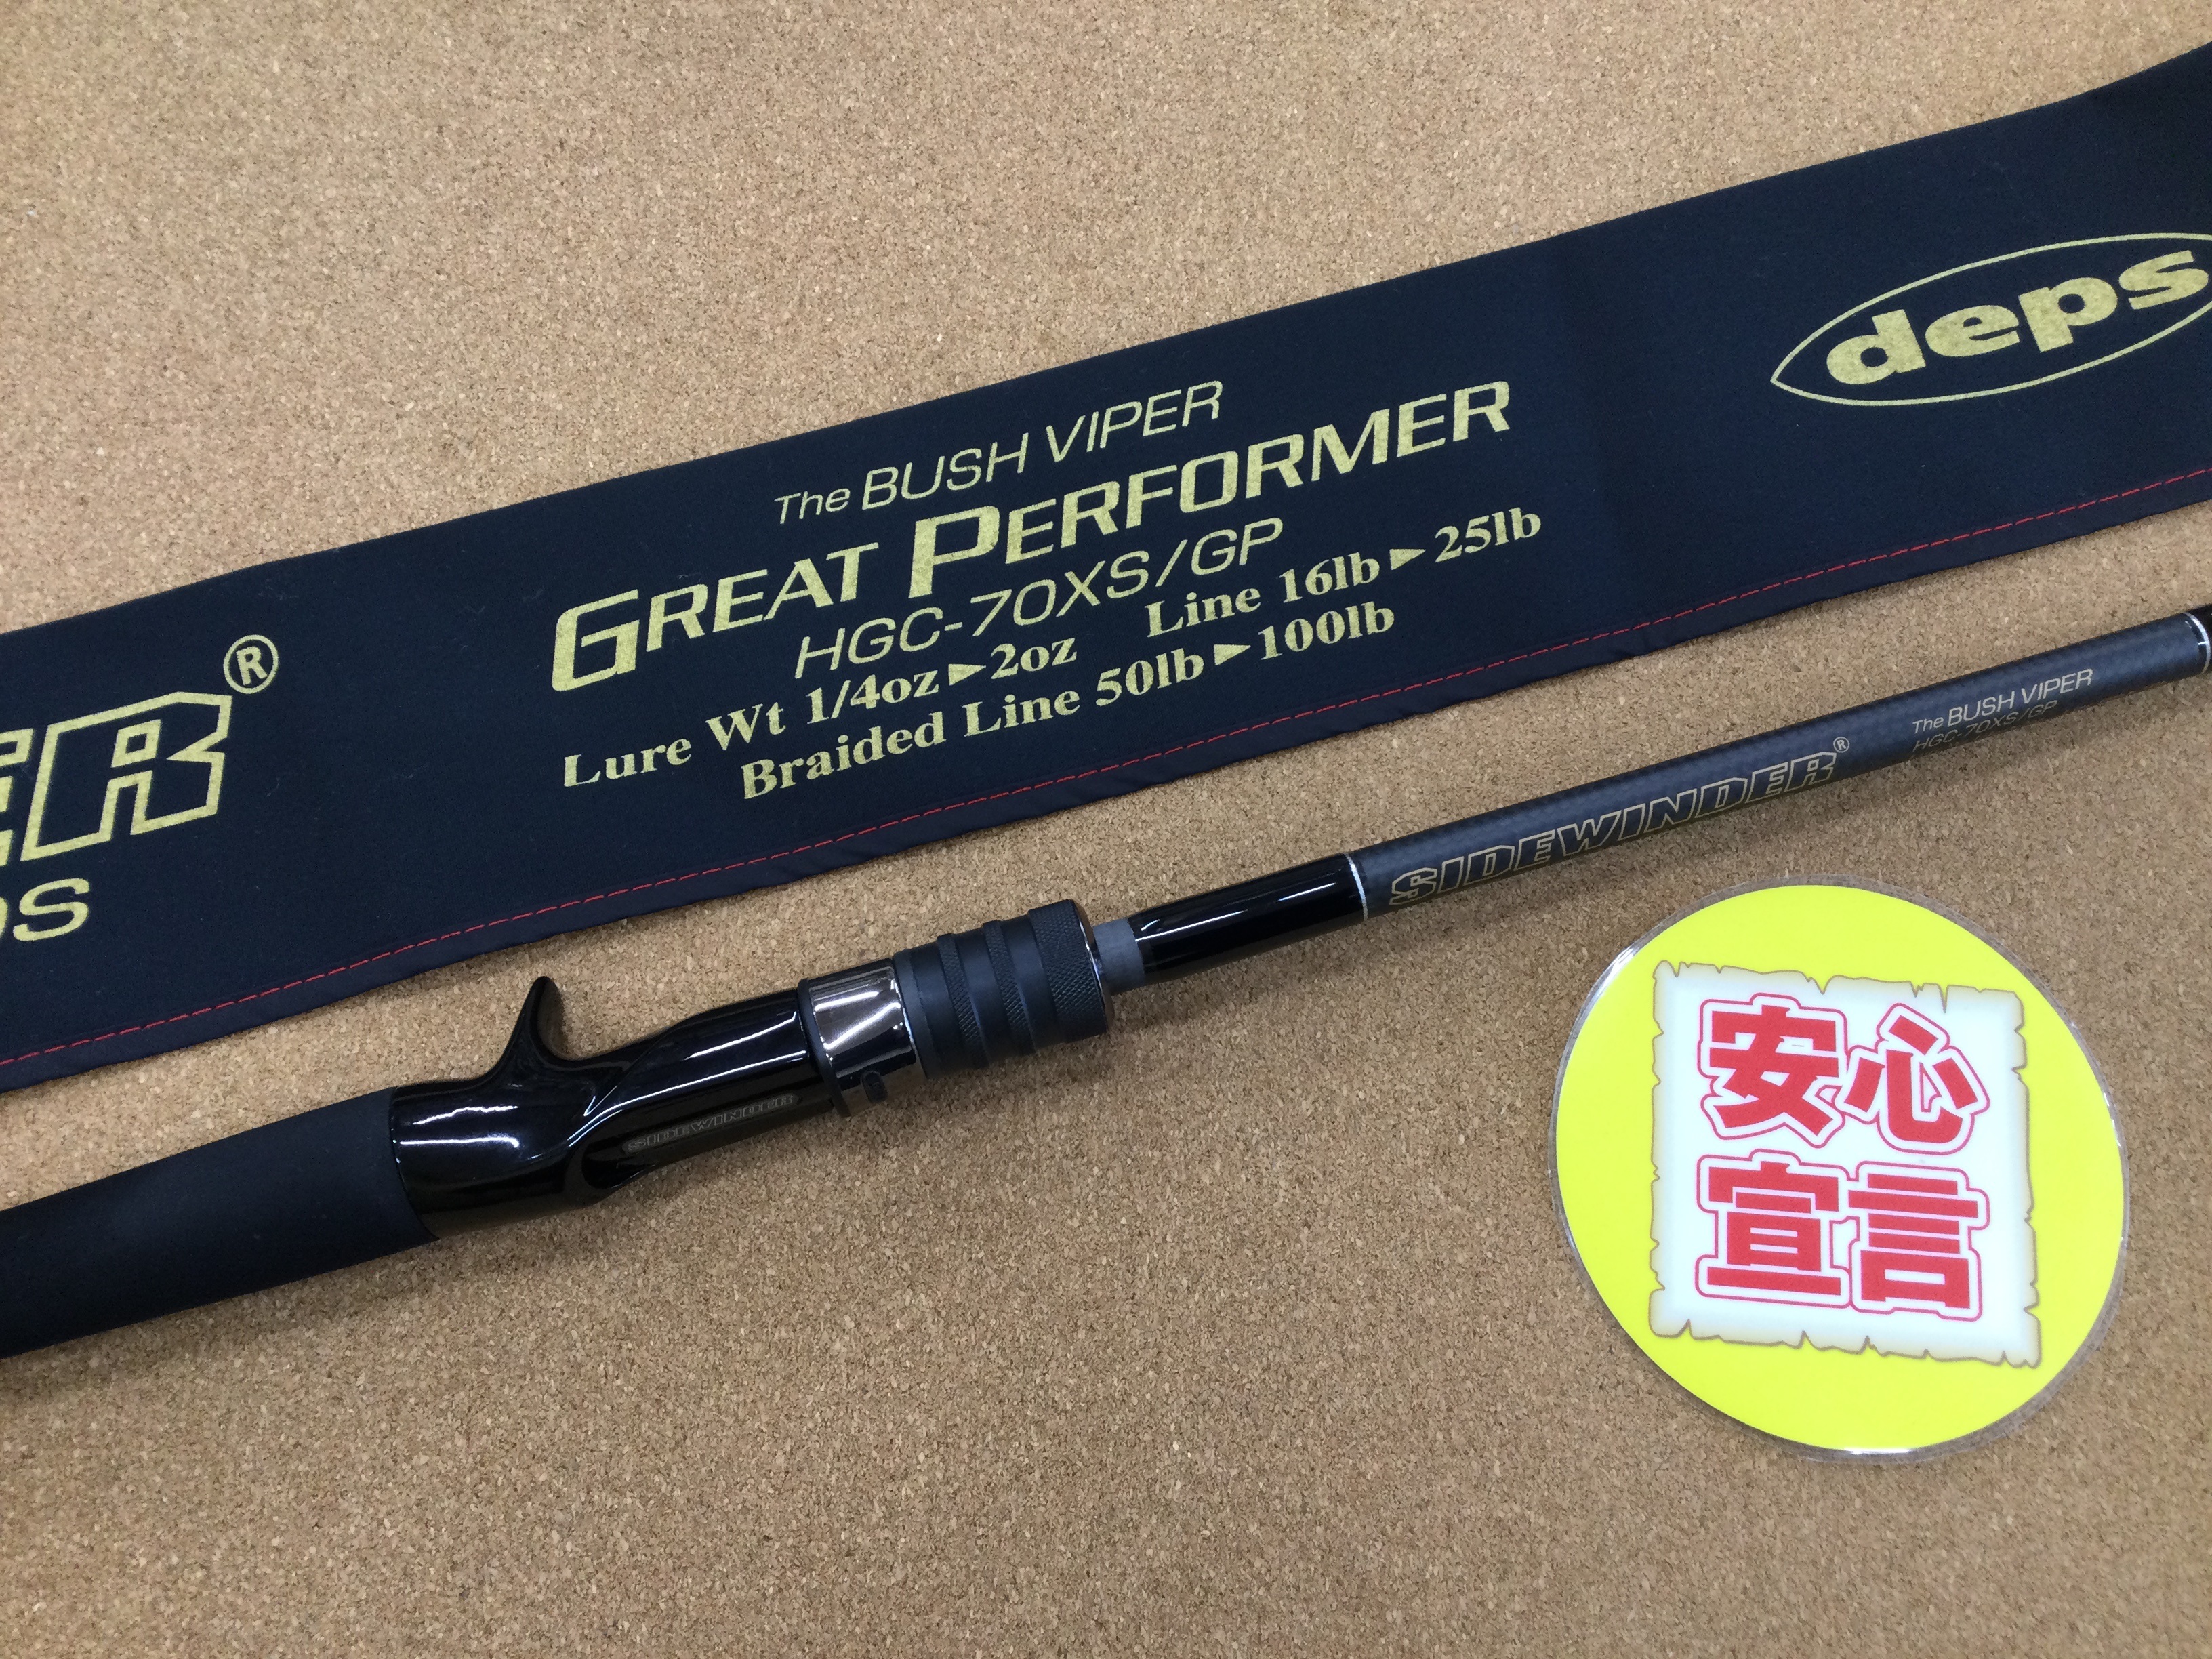 The BUSH VIPER
GREAT PERFORMER
HGC-70XS/GP
Lure Wt 1/4oz▶2oz Line 16lb▶25lb
Braided Line 50lb▶100lb
deps
ER®
DS
SIDEWINDER®
The BUSH VIPER
HGC-70XS/GP
SIDEWINDER
安心
宣言